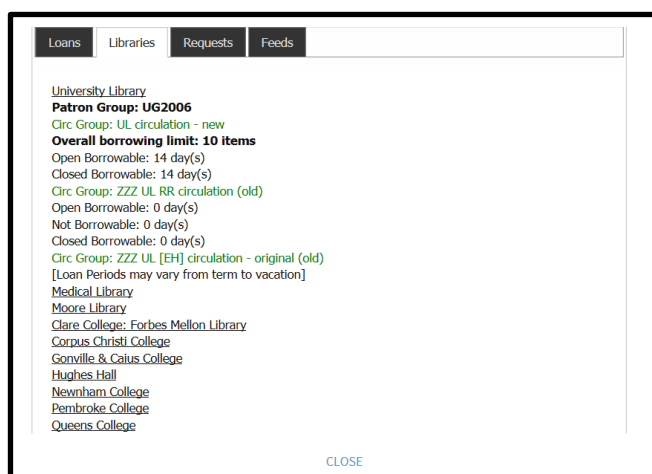 Loans Libraries Requests Feeds
University Library
Patron Group: UG2006
Circ Group: UL circulation - new
Overall borrowing limit: 10 items
Open Borrowable: 14 day(s)
Closed Borrowable: 14 day(s)
Circ Group: ZZZ UL RR circulation (old)
Open Borrowable: 0 day(s)
Not Borrowable: 0 day(s)
Closed Borrowable: 0 day(s)
Circ Group: ZZZ UL [EH] circulation - original (old)
[Loan Periods may vary from term to vacation]
Medical Library
Moore Library
Clare College: Forbes Mellon Library
Corpus Christi College
Gonville & Caius College
Hughes Hall
Newnham College
Pembroke College
Queens College
CLOSE